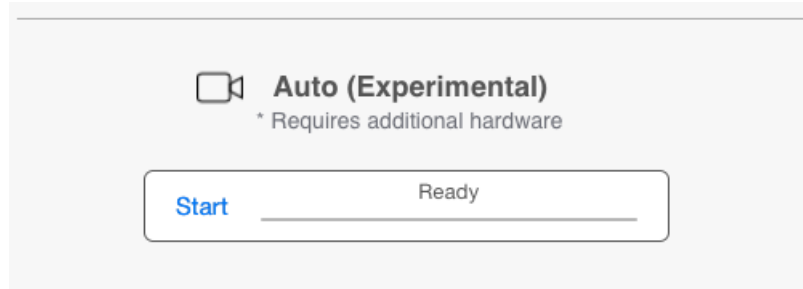 Auto (Experimental)
* Requires additional hardware
Ready
Start